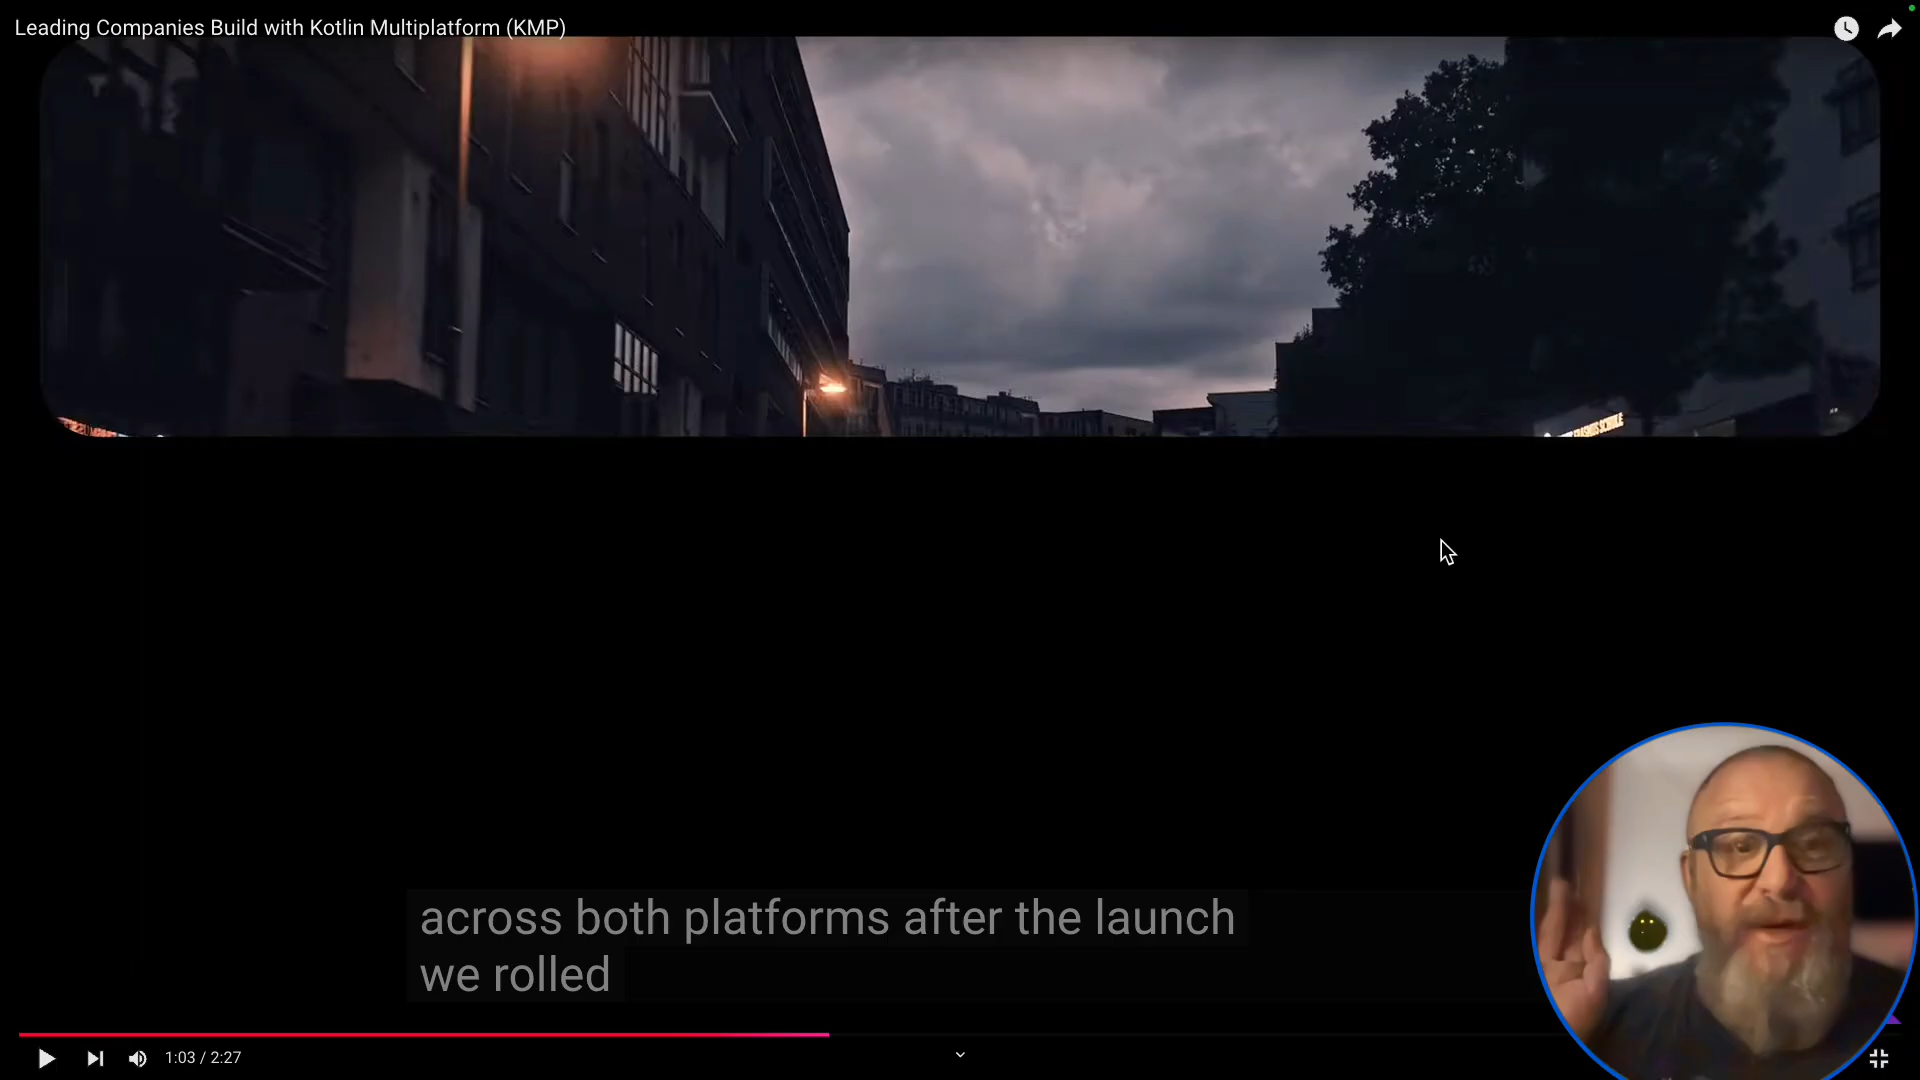 Leading Companies Build with Kotlin Multiplatform (KMP)
across both platforms after the launch
we rolled
1:03 / 2:27